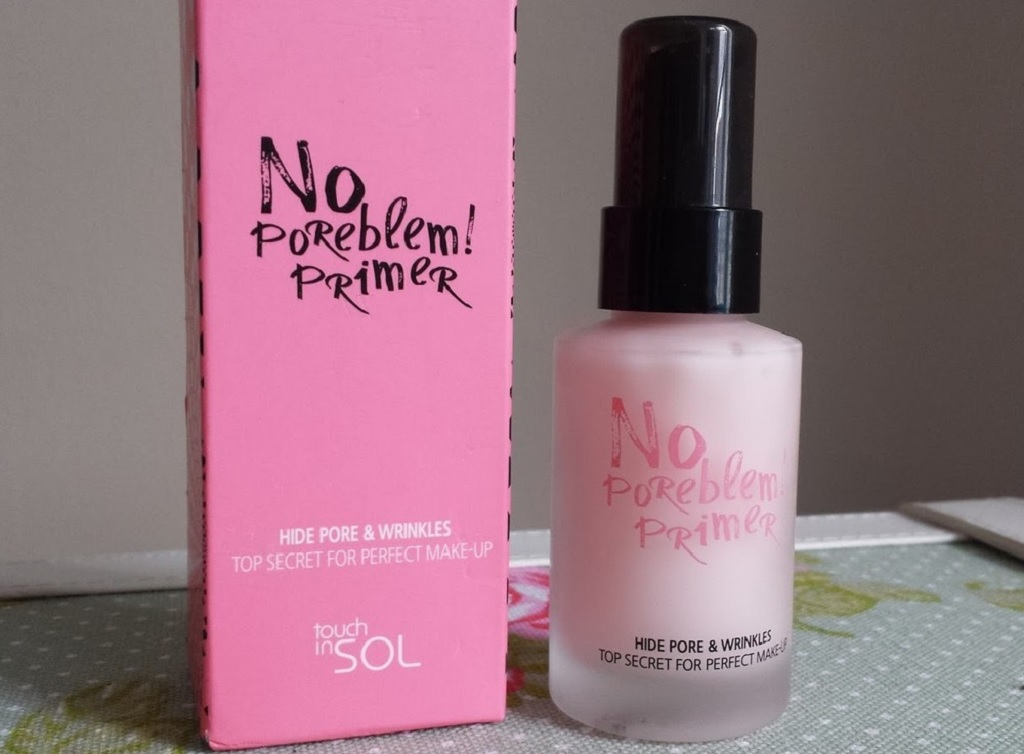 No
Poreblem!
Primer
HIDE PORE & WRINKLES
TOP SECRET FOR PERFECT MAKE-UP
touch
in SOL
No
Poreblem!
Primer
HIDE PORE & WRINKLES
TOP SECRET FOR PERFECT MAKE-UP